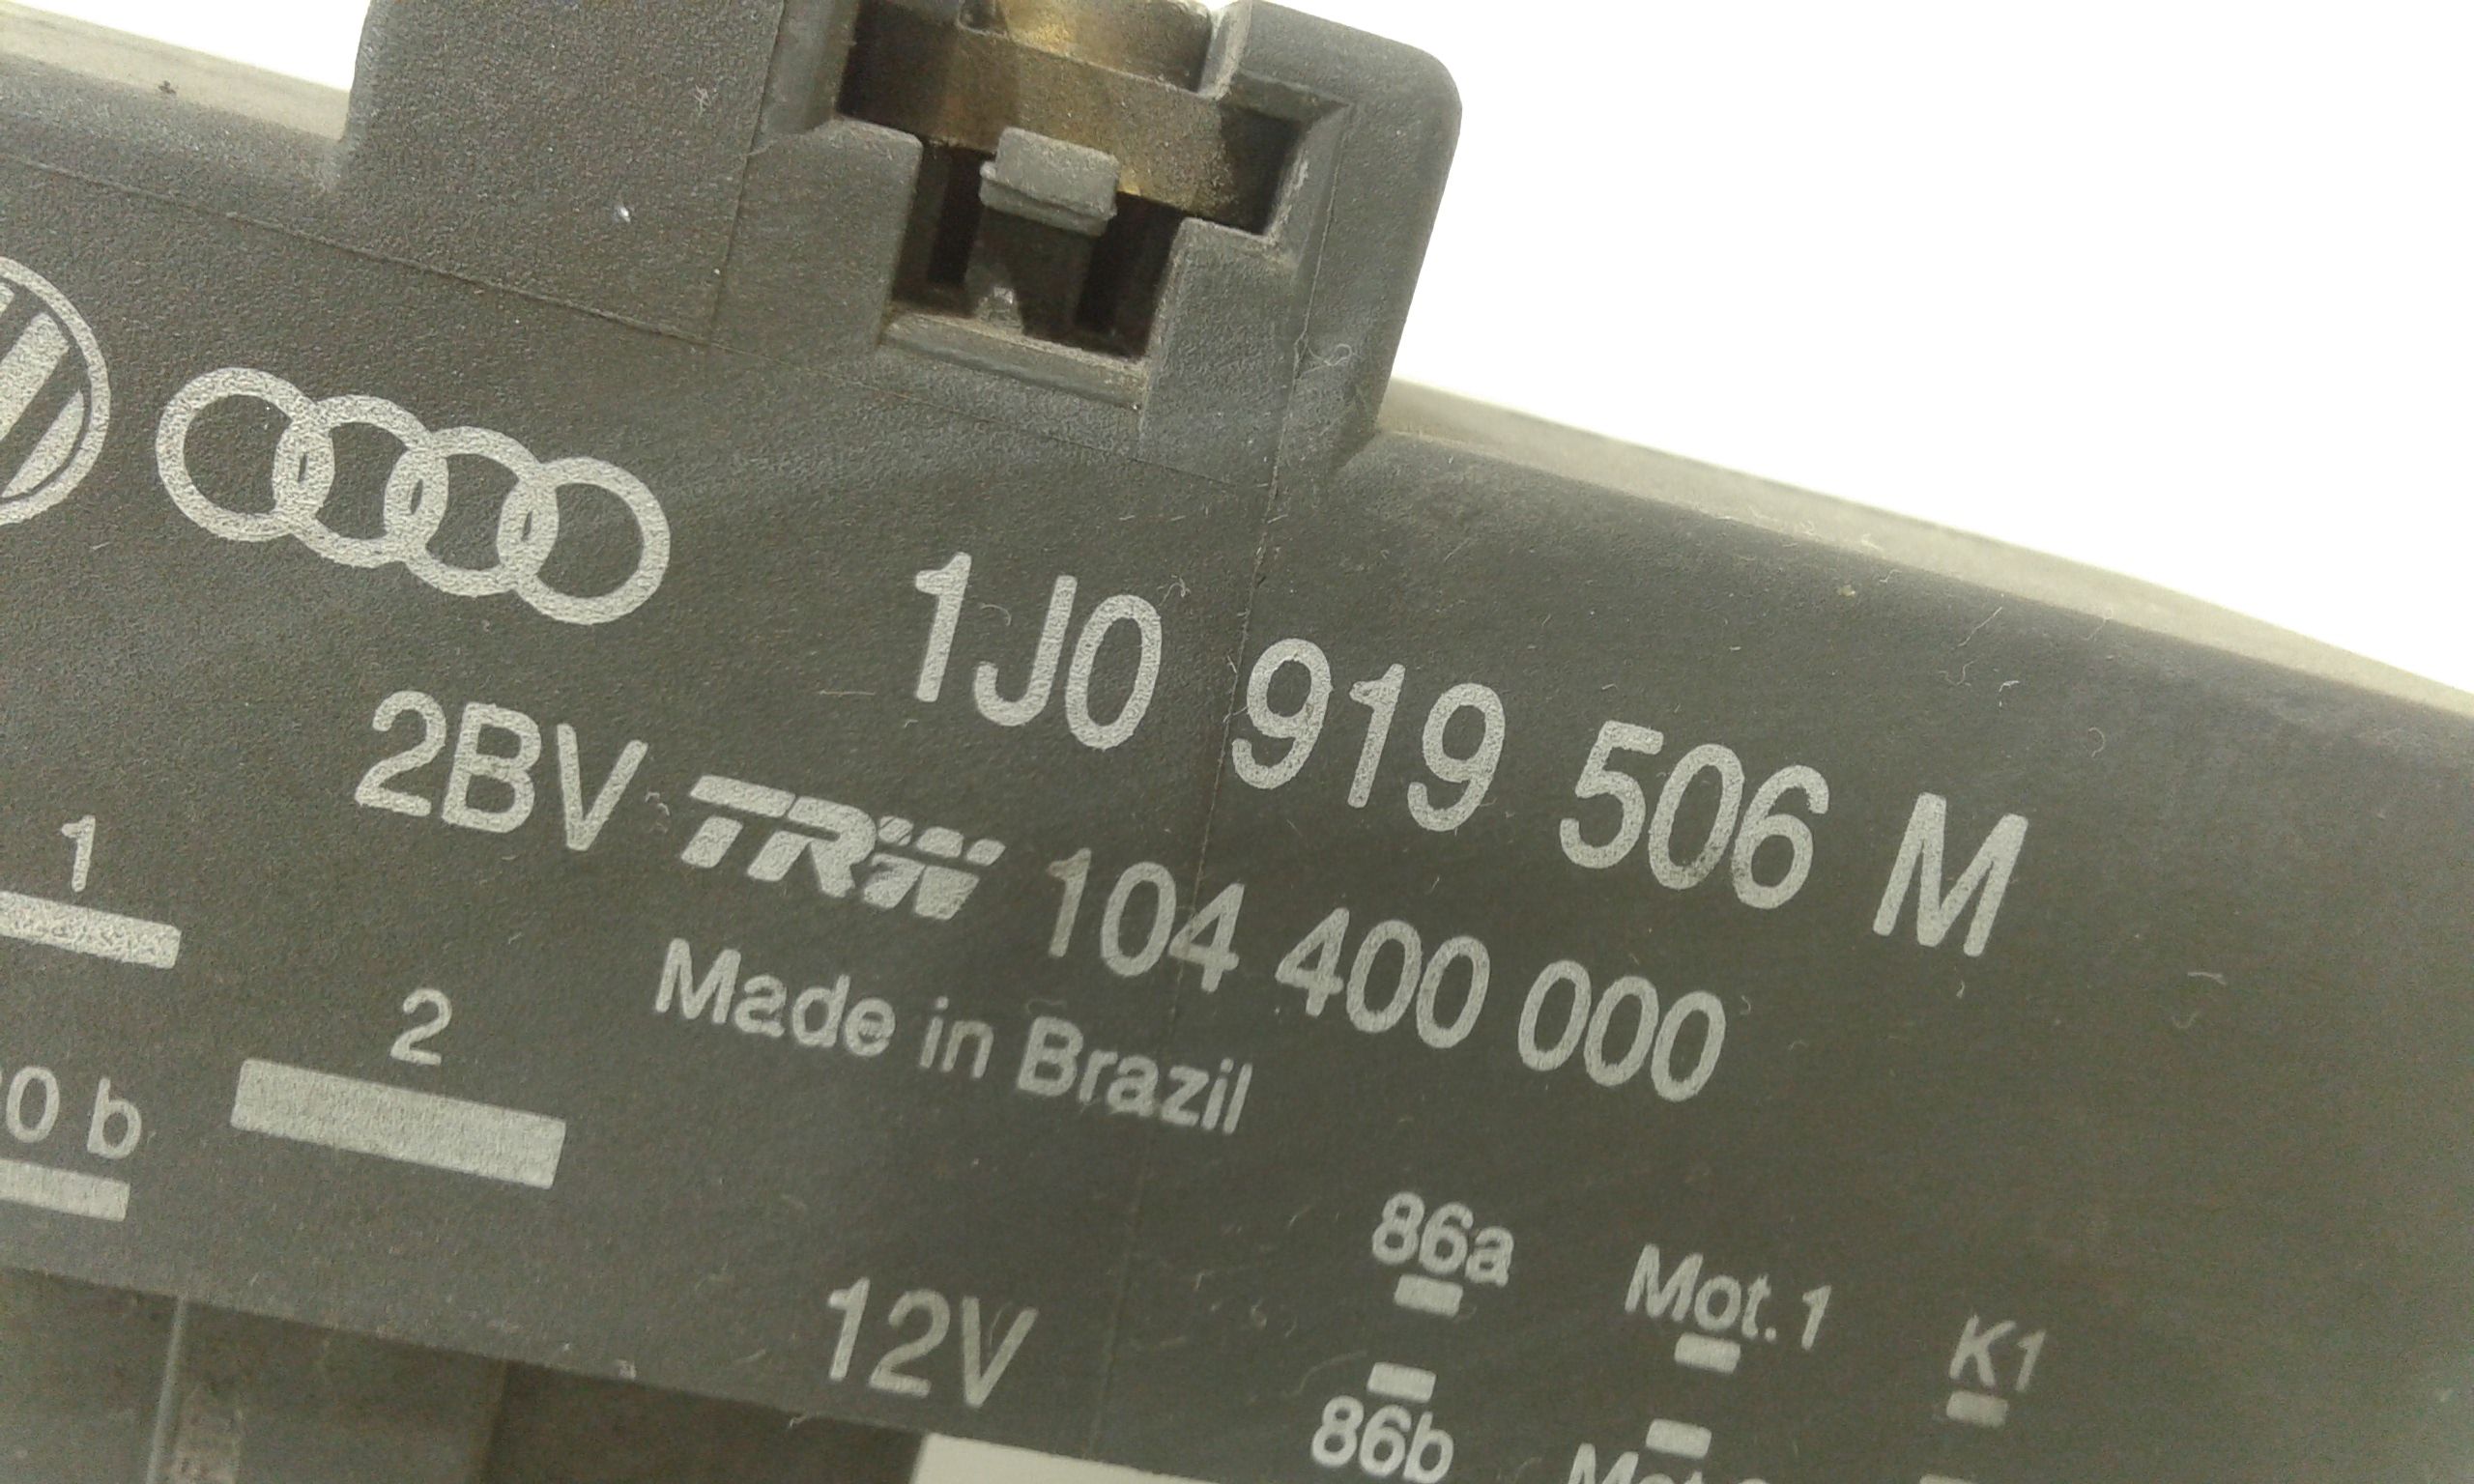 1J0 919 506 M
2BV TRW 104 400 000
Made in Brazil
1
2
0 b
12V
86a Mot.1 K1
86b